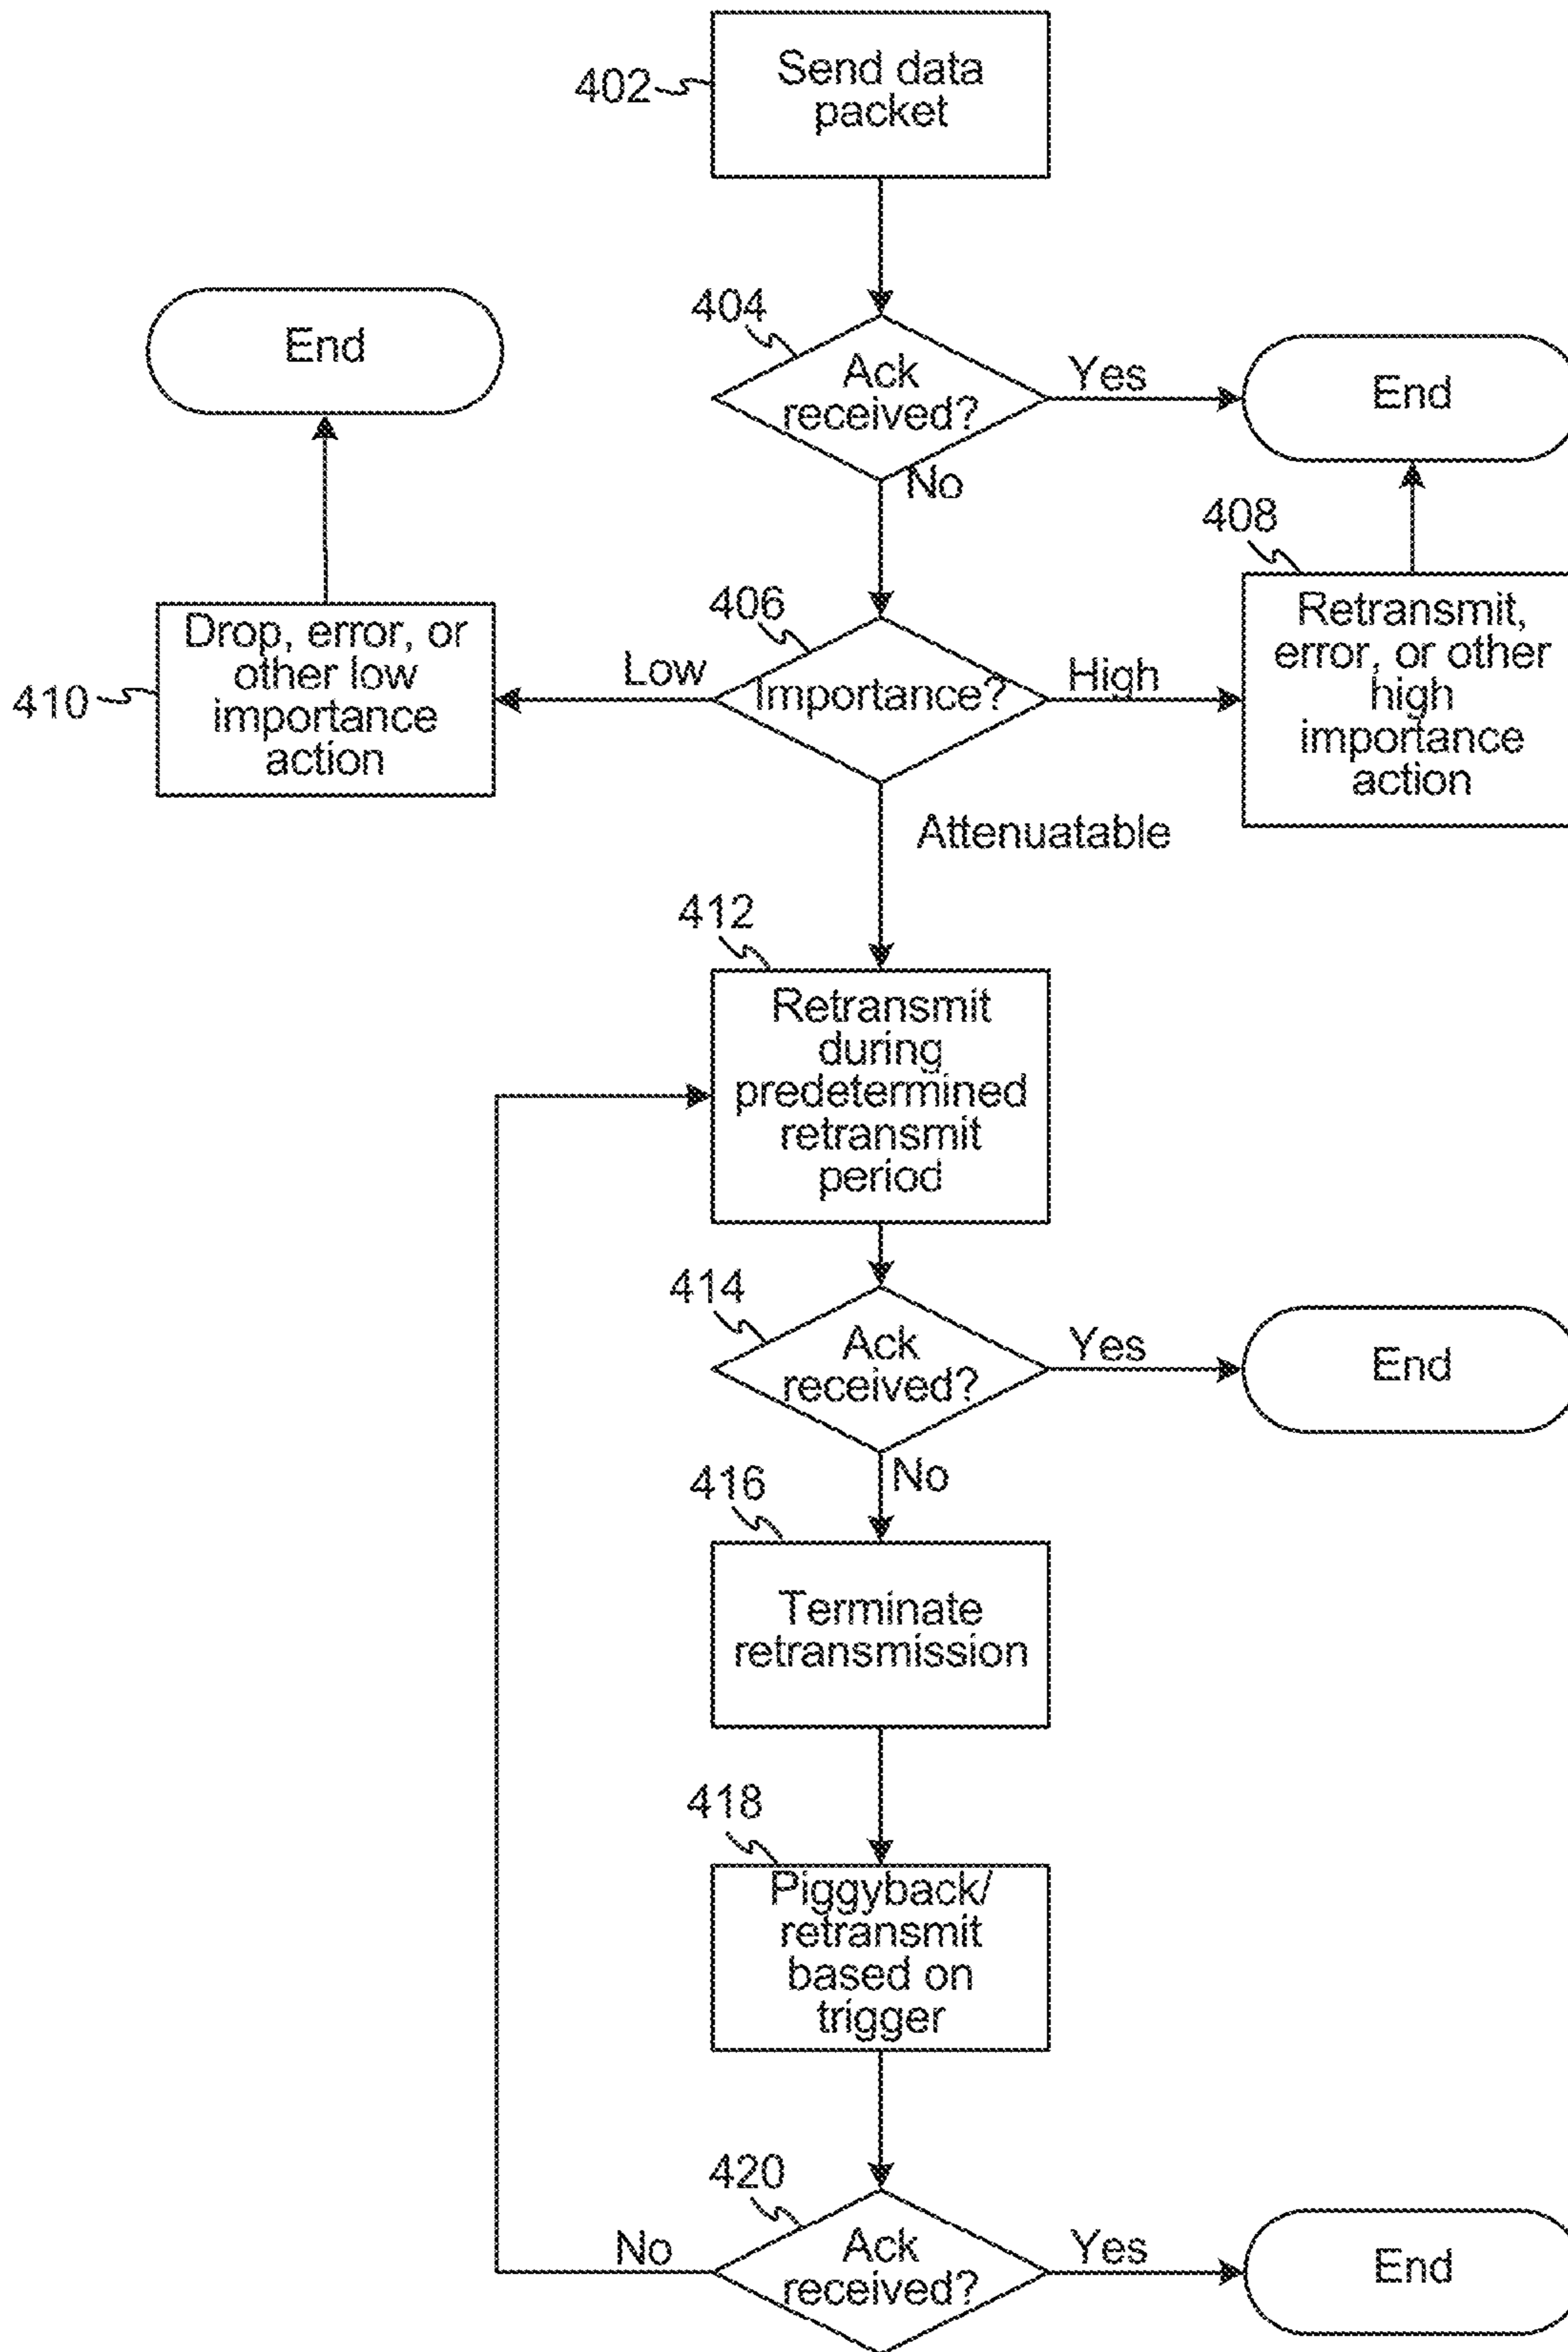 402
Send data
packet
404
Ack
received?
Yes
End
End
No
408
Retransmit,
error, or other
high
importance
action
406
Importance?
High
Low
410
Drop, error, or
other low
importance
action
Attenuatable
412
Retransmit
during
predetermined
retransmit
period
414
Ack
received?
Yes
End
No
416
Terminate
retransmission
418
Piggyback/
retransmit
based on
trigger
420
Ack
received?
No
Yes
End